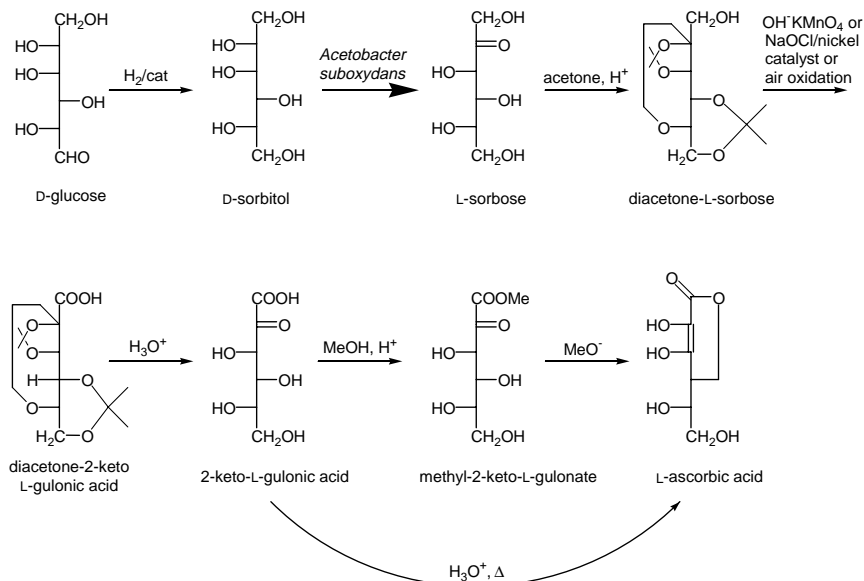 CH₂OH
HO
HO
OH
HO
CHO
D-glucose
H₂/cat
CH₂OH
HO
HO
OH
HO
CH₂OH
D-sorbitol
Acetobacter
suboxydans
CH₂OH
O
HO
OH
HO
CH₂OH
L-sorbose
acetone, H⁺
CH₂OH
O
O
O
O
H₂C O
diacetone-L-sorbose
OH⁻KMnO₄ or
NaOCl/nickel
catalyst or
air oxidation
COOH
O
O
H O
O
H₂C O
diacetone-2-keto
L-gulonic acid
H₃O⁺
COOH
O
HO
OH
HO
CH₂OH
2-keto-L-gulonic acid
MeOH, H⁺
COOMe
O
HO
OH
HO
CH₂OH
methyl-2-keto-L-gulonate
MeO⁻
O
O
HO
HO
HO
CH₂OH
L-ascorbic acid
H₃O⁺, Δ